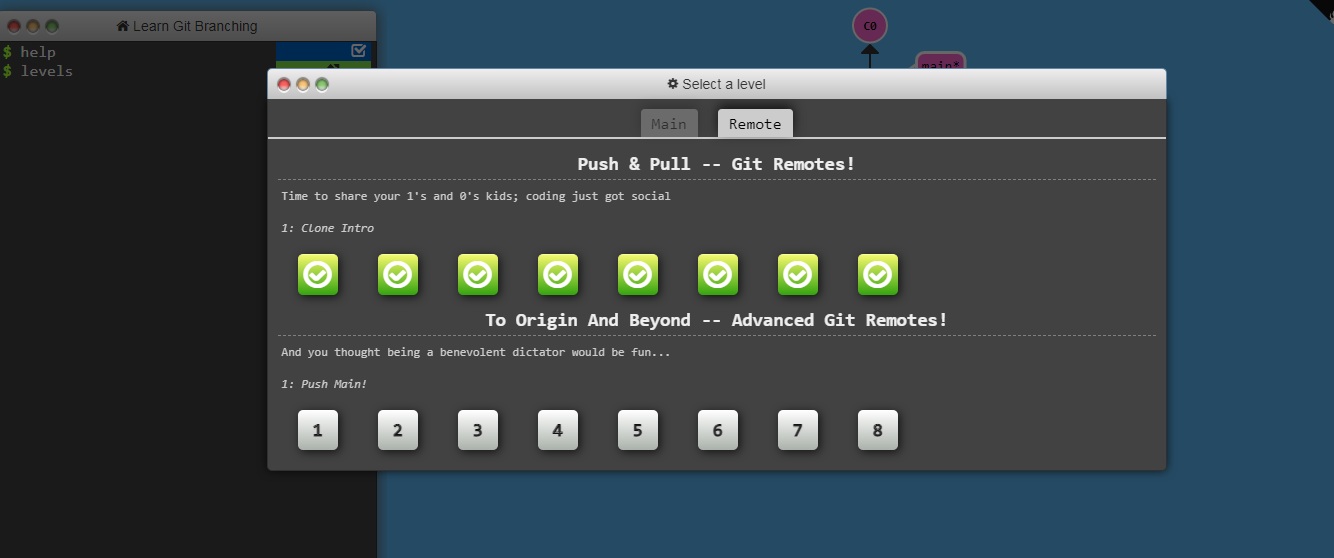 Learn Git Branching
$ help
$ levels
C0
main*
Select a level
Main
Remote
Push & Pull -- Git Remotes!
Time to share your 1's and 0's kids; coding just got social
1: Clone Intro
To Origin And Beyond -- Advanced Git Remotes!
And you thought being a benevolent dictator would be fun...
1: Push Main!
1 2 3 4 5 6 7 8